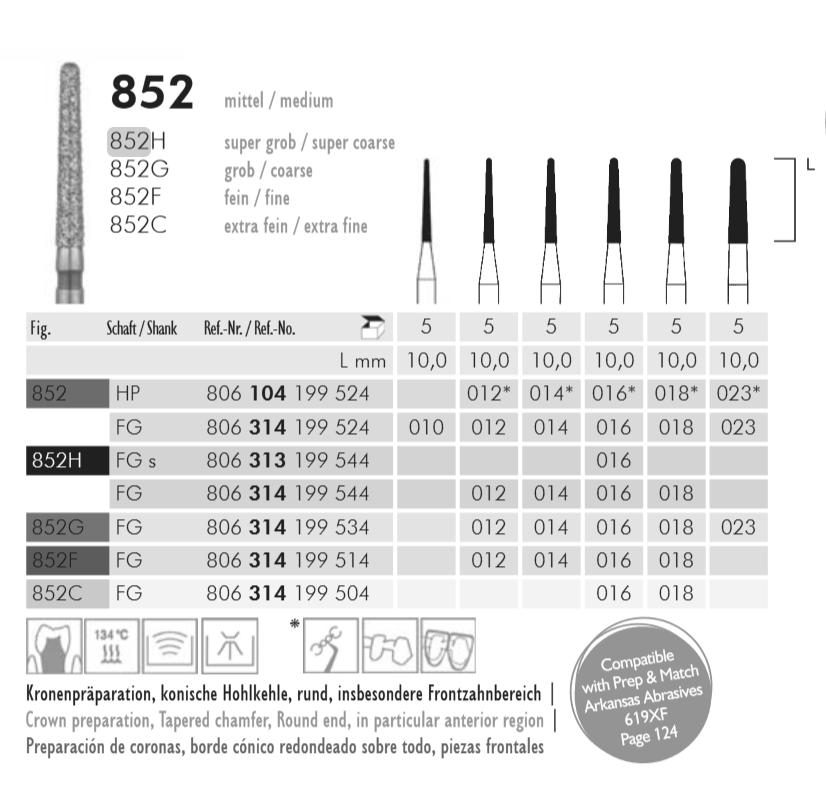 852 mittel / medium
852H super grob / super coarse
852G grob / coarse
852F fein / fine
852C extra fein / extra fine
L
Fig. Schaft / Shank Ref.-Nr. / Ref.-No. 5 5 5 5 5 5
L mm 10,0 10,0 10,0 10,0 10,0 10,0
852 HP 806 104 199 524 012* 014* 016* 018* 023*
FG 806 314 199 524 010 012 014 016 018 023
852H FG s 806 313 199 544 016
FG 806 314 199 544 012 014 016 018
852G FG 806 314 199 534 012 014 016 018 023
852F FG 806 314 199 514 012 014 016 018
852C FG 806 314 199 504 016 018
134 °C
*
Kronenpräparation, konische Hohlkehle, rund, insbesondere Frontzahnbereich |
Crown preparation, Tapered chamfer, Round end, in particular anterior region |
Preparación de coronas, borde cónico redondeado sobre todo, piezas frontales
Compatible
with Prep & Match
Arkansas Abrasives
619XF
Page 124